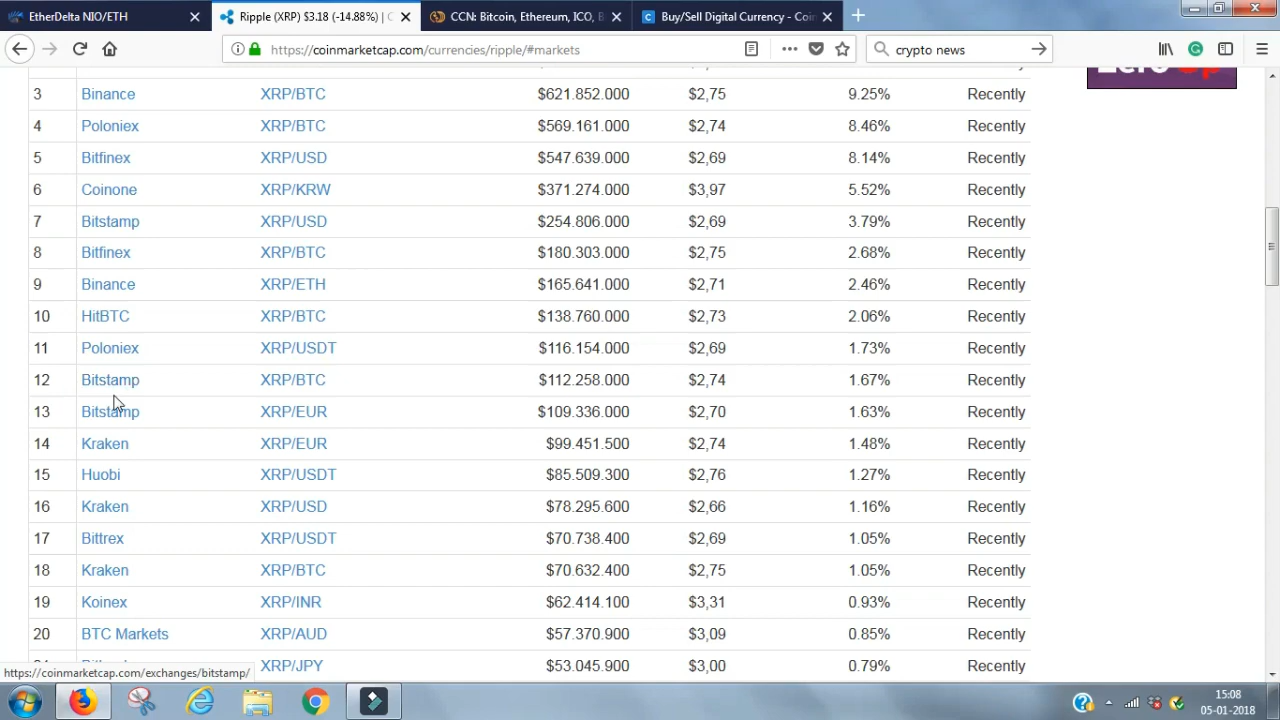 EtherDelta NIO/ETH
Ripple (XRP) $3.18 (-14.88%) | C
CCN: Bitcoin, Ethereum, ICO, B
Buy/Sell Digital Currency - Coin
https://coinmarketcap.com/currencies/ripple/#markets
crypto news
3 Binance XRP/BTC $621.852.000 $2,75 9.25% Recently
4 Poloniex XRP/BTC $569.161.000 $2,74 8.46% Recently
5 Bitfinex XRP/USD $547.639.000 $2,69 8.14% Recently
6 Coinone XRP/KRW $371.274.000 $3,97 5.52% Recently
7 Bitstamp XRP/USD $254.806.000 $2,69 3.79% Recently
8 Bitfinex XRP/BTC $180.303.000 $2,75 2.68% Recently
9 Binance XRP/ETH $165.641.000 $2,71 2.46% Recently
10 HitBTC XRP/BTC $138.760.000 $2,73 2.06% Recently
11 Poloniex XRP/USDT $116.154.000 $2,69 1.73% Recently
12 Bitstamp XRP/BTC $112.258.000 $2,74 1.67% Recently
13 Bitstamp XRP/EUR $109.336.000 $2,70 1.63% Recently
14 Kraken XRP/EUR $99.451.500 $2,74 1.48% Recently
15 Huobi XRP/USDT $85.509.300 $2,76 1.27% Recently
16 Kraken XRP/USD $78.295.600 $2,66 1.16% Recently
17 Bittrex XRP/USDT $70.738.400 $2,69 1.05% Recently
18 Kraken XRP/BTC $70.632.400 $2,75 1.05% Recently
19 Koinex XRP/INR $62.414.100 $3,31 0.93% Recently
20 BTC Markets XRP/AUD $57.370.900 $3,09 0.85% Recently
XRP/JPY $53.045.900 $3,00 0.79% Recently
https://coinmarketcap.com/exchanges/bitstamp/
15:08
05-01-2018